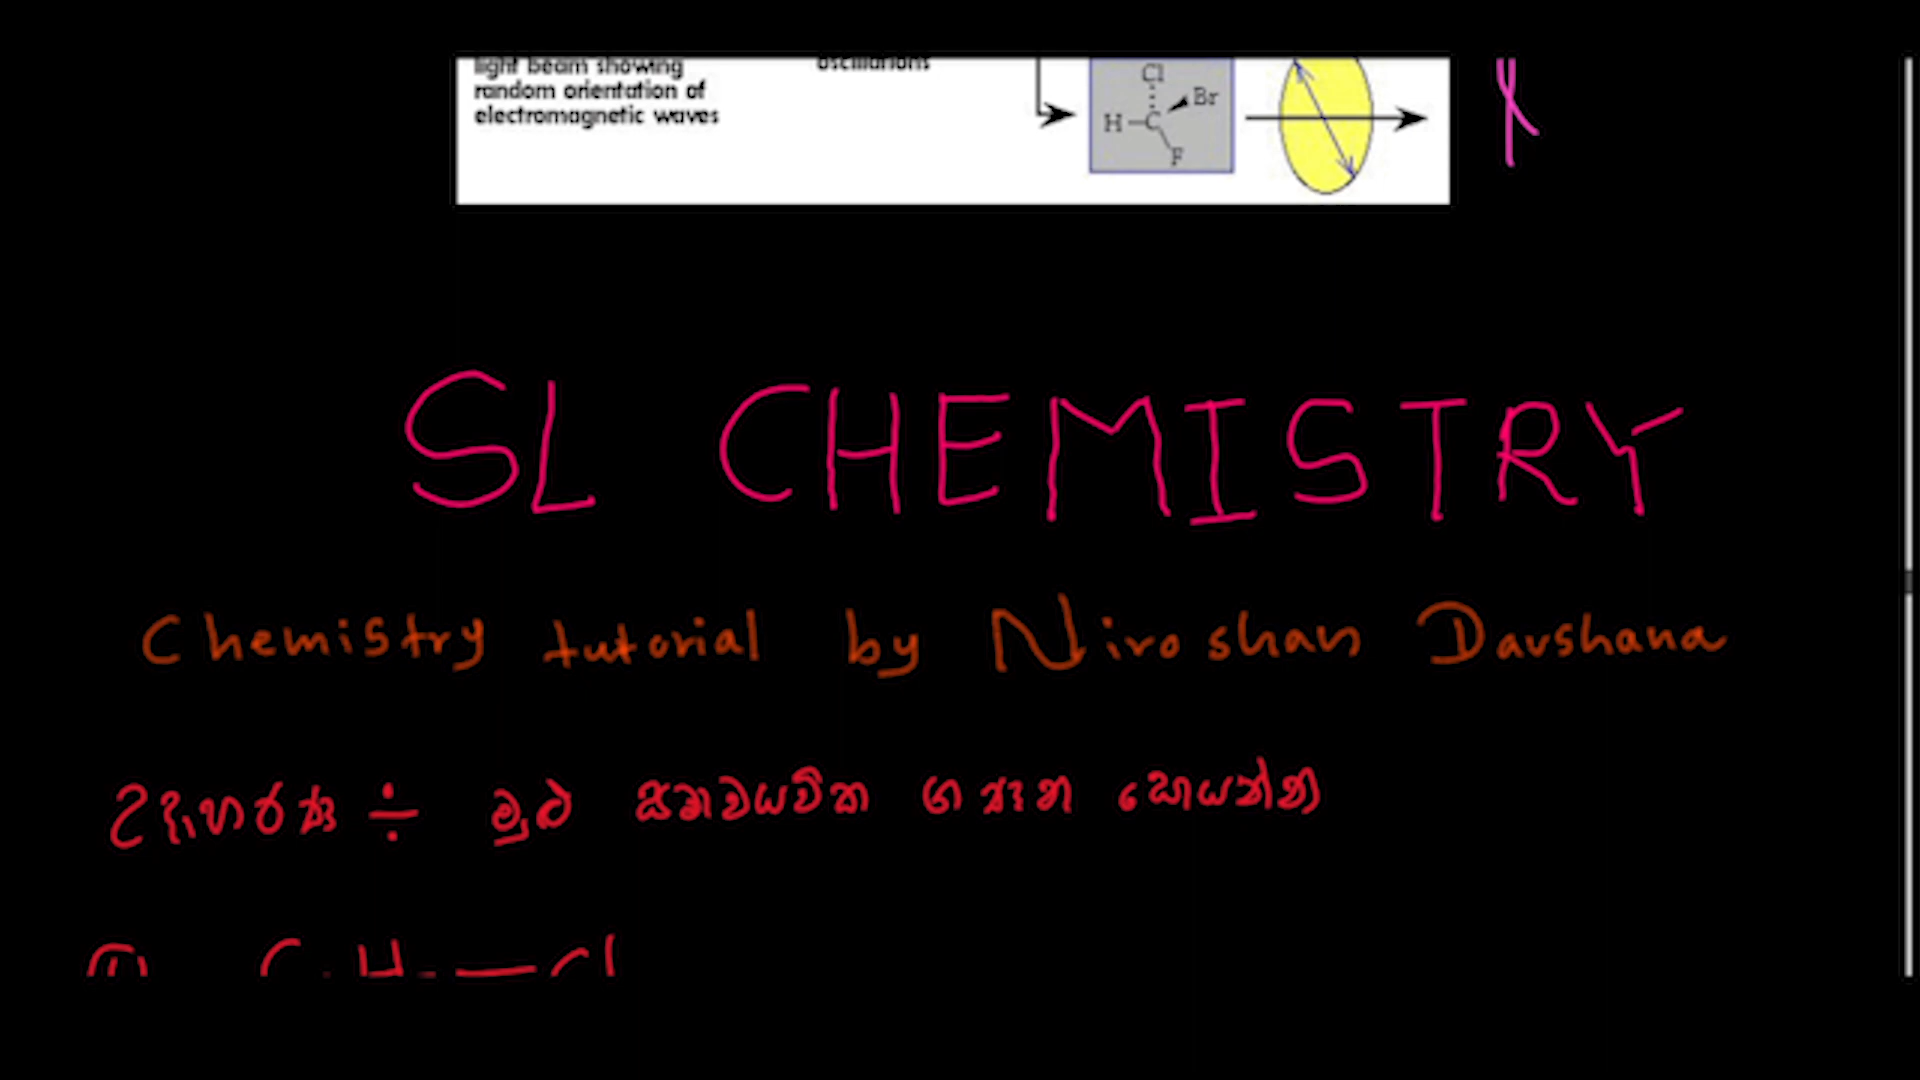 light beam showing
random orientation of
electromagnetic waves
oscillations
Cl
Br
H C
F
SL CHEMISTRY
Chemistry tutorial by Niroshan Darshana
උදාහරණ ÷ මුළු සමාවයවික ගණන සොයන්න